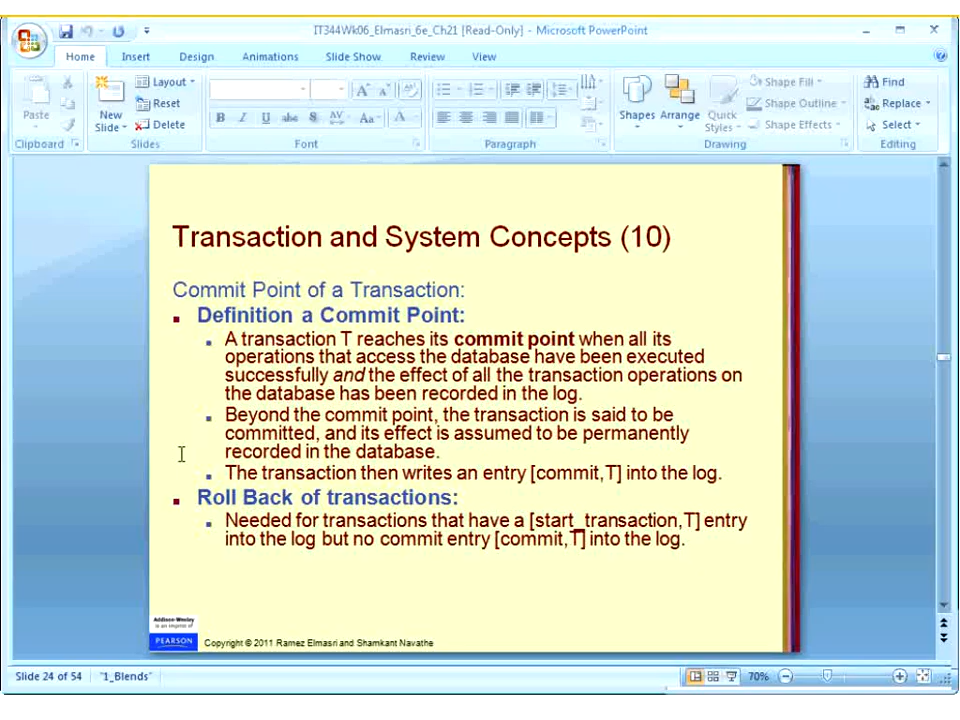 IT344Wk06_Elmasri_6e_Ch21 [Read-Only] - Microsoft PowerPoint
Home Insert Design Animations Slide Show Review View
Paste
Clipboard
New Slide
Layout
Reset
Delete
Slides
B I U abc S AV Aa A
Font
Paragraph
Shapes Arrange Quick Styles
Shape Fill
Shape Outline
Shape Effects
Drawing
Find
Replace
Select
Editing
Transaction and System Concepts (10)
Commit Point of a Transaction:
Definition a Commit Point:
A transaction T reaches its commit point when all its
operations that access the database have been executed
successfully and the effect of all the transaction operations on
the database has been recorded in the log.
Beyond the commit point, the transaction is said to be
committed, and its effect is assumed to be permanently
recorded in the database.
The transaction then writes an entry [commit,T] into the log.
Roll Back of transactions:
Needed for transactions that have a [start_transaction,T] entry
into the log but no commit entry [commit,T] into the log.
Addison-Wesley
is an imprint of
PEARSON
Copyright © 2011 Ramez Elmasri and Shamkant Navathe
Slide 24 of 54 "1_Blends" 70%